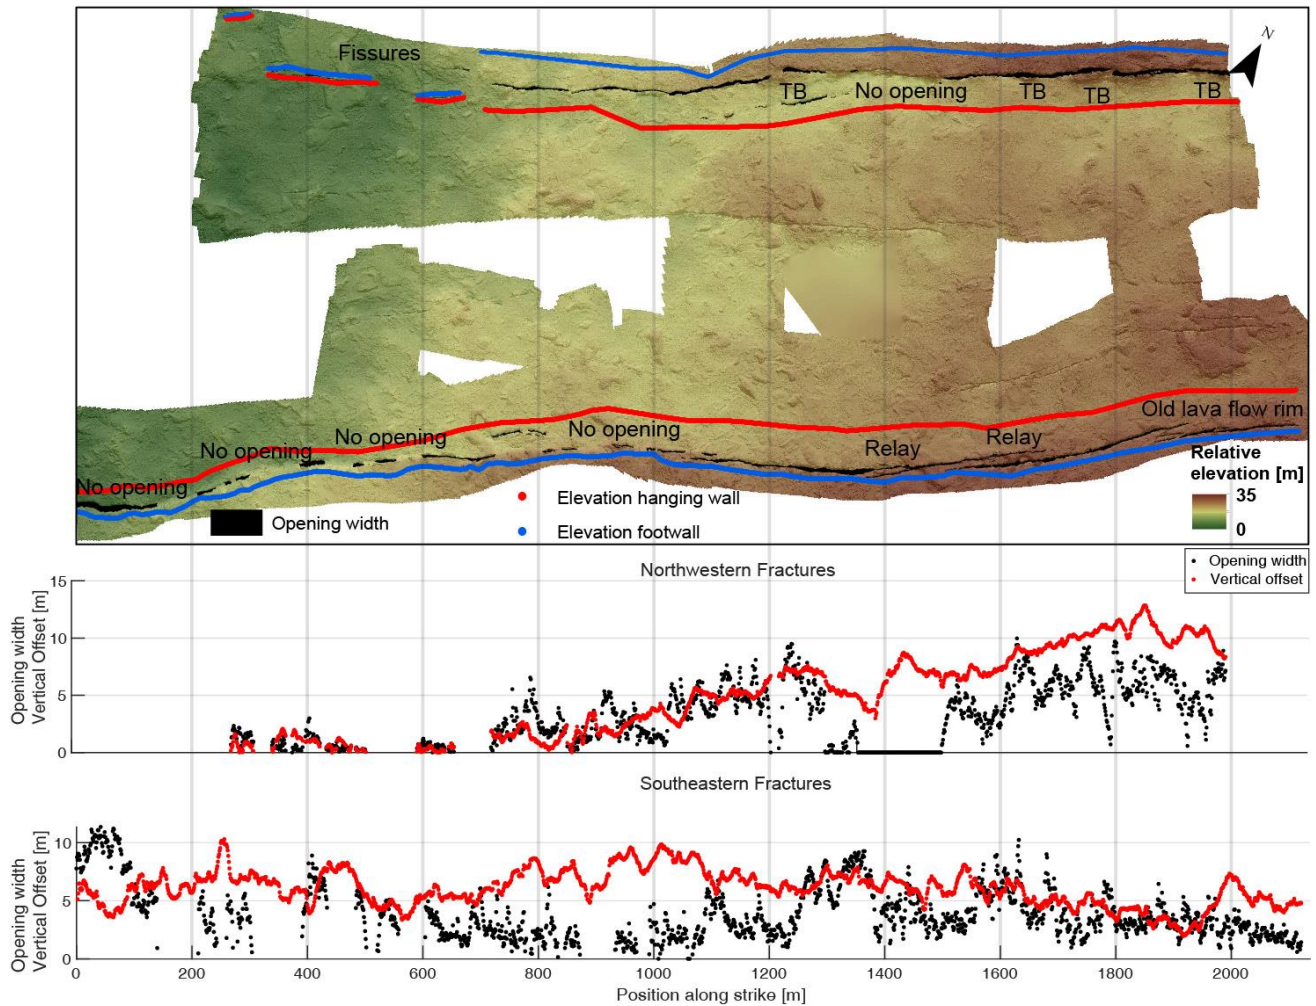 N
Fissures
TB
No opening
TB
TB
TB
Old lava flow rim
No opening
No opening
No opening
Relay
Relay
No opening
Relative
elevation [m]
35
0
Elevation hanging wall
Opening width
Elevation footwall
Opening width
Vertical offset
Northwestern Fractures
Opening width
Vertical Offset [m]
15
10
5
0
Southeastern Fractures
Opening width
Vertical Offset [m]
10
5
0
0
200
400
600
800
1000
1200
1400
1600
1800
2000
Position along strike [m]